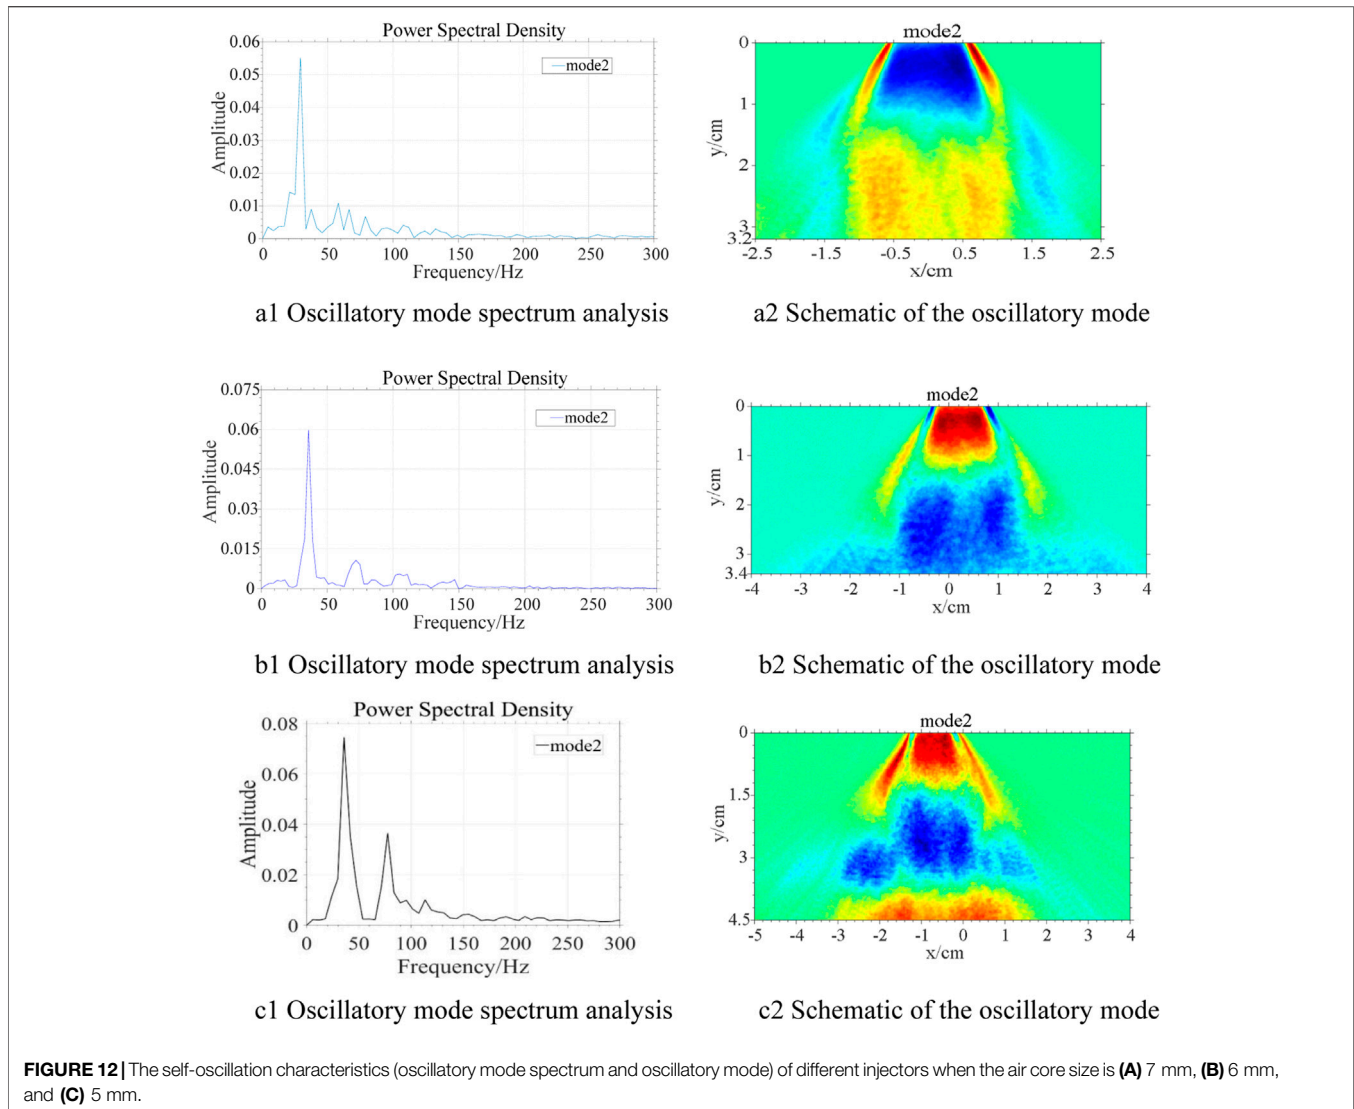 Power Spectral Density
0.06
0.05
0.04
0.03
0.02
0.01
0
Amplitude
mode2
0 50 100 150 200 250 300
Frequency/Hz
a1 Oscillatory mode spectrum analysis
mode2
0
1
2
3
3.2
y/cm
-2.5 -1.5 -0.5 0.5 1.5 2.5
x/cm
a2 Schematic of the oscillatory mode
Power Spectral Density
0.075
0.06
0.045
0.03
0.015
0
Amplitude
mode2
0 50 100 150 200 250 300
Frequency/Hz
b1 Oscillatory mode spectrum analysis
mode2
0
1
2
3
3.4
y/cm
-4 -3 -2 -1 0 1 2 3 4
x/cm
b2 Schematic of the oscillatory mode
Power Spectral Density
0.08
0.06
0.04
0.02
0
Amplitude
mode2
0 50 100 150 200 250 300
Frequency/Hz
c1 Oscillatory mode spectrum analysis
mode2
0
1.5
3
4.5
y/cm
-5 -4 -3 -2 -1 0 1 2 3 4
x/cm
c2 Schematic of the oscillatory mode
FIGURE 12 | The self-oscillation characteristics (oscillatory mode spectrum and oscillatory mode) of different injectors when the air core size is (A) 7 mm, (B) 6 mm,
and (C) 5 mm.